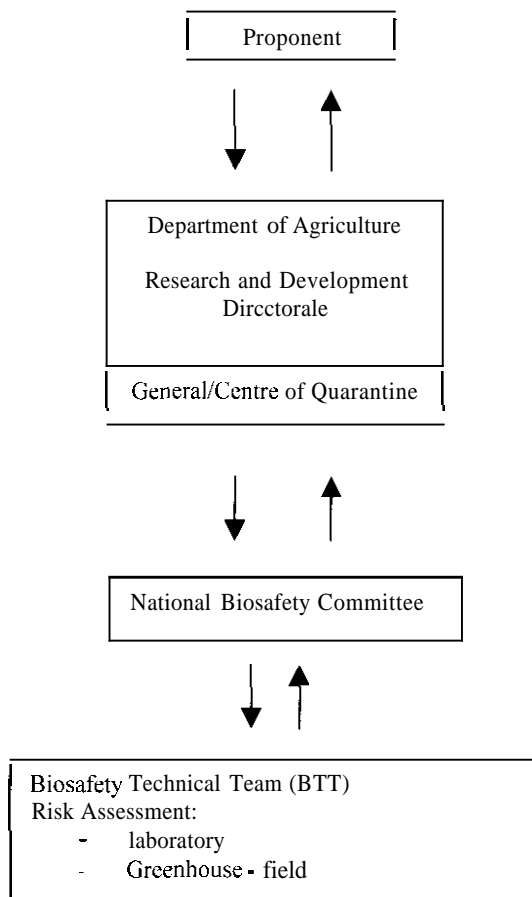 Proponent
Department of Agriculture
Research and Development
Dircctorale
General/Centre of Quarantine
National Biosafety Committee
Biosafety Technical Team (BTT)
Risk Assessment:
- laboratory
- Greenhouse - field